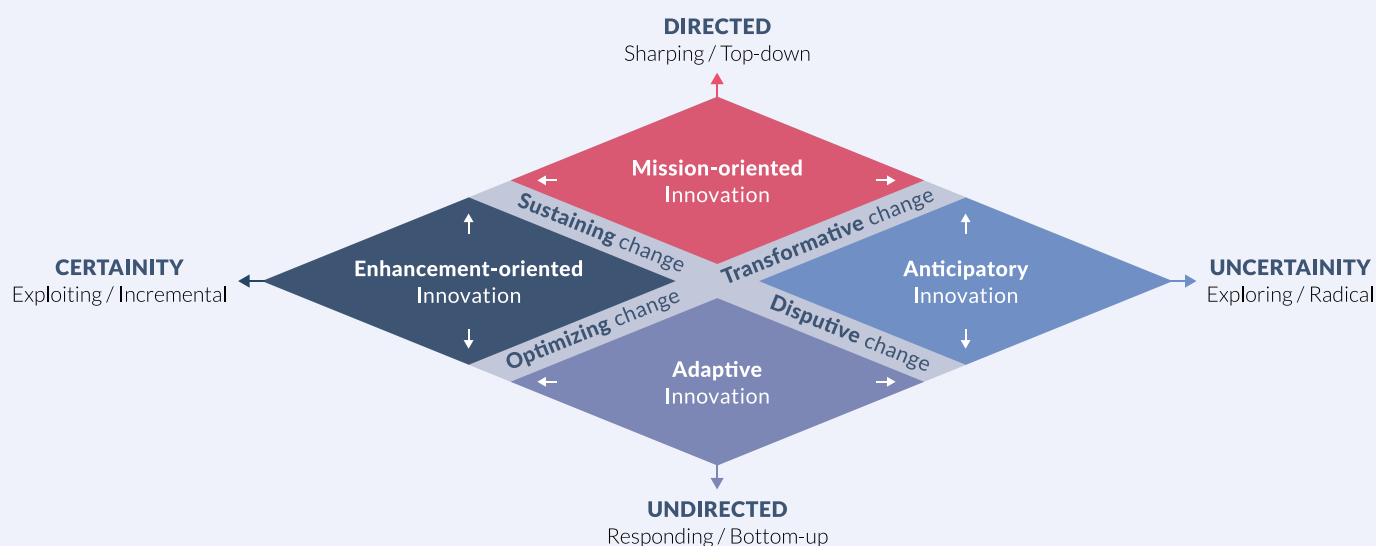 DIRECTED
Sharping / Top-down
Mission-oriented
Innovation
Sustaining change
Transformative change
CERTAINITY
Exploiting / Incremental
Enhancement-oriented
Innovation
Anticipatory
Innovation
UNCERTAINITY
Exploring / Radical
Optimizing change
Disputive change
Adaptive
Innovation
UNDIRECTED
Responding / Bottom-up